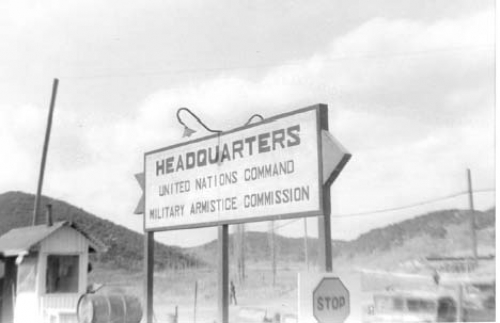 HEADQUARTERS
UNITED NATIONS COMMAND
MILITARY ARMISTICE COMMISSION
STOP